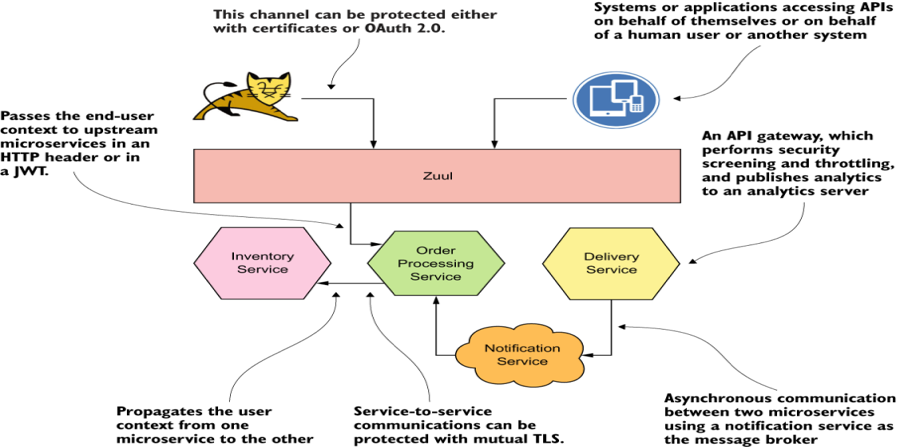 This channel can be protected either
with certificates or OAuth 2.0.
Systems or applications accessing APIs
on behalf of themselves or on behalf
of a human user or another system
Passes the end-user
context to upstream
microservices in an
HTTP header or in
a JWT.
An API gateway, which
performs security
screening and throttling,
and publishes analytics
to an analytics server
Zuul
Inventory
Service
Order
Processing
Service
Delivery
Service
Notification
Service
Propagates the user
context from one
microservice to the other
Service-to-service
communications can be
protected with mutual TLS.
Asynchronous communication
between two microservices
using a notification service as
the message broker